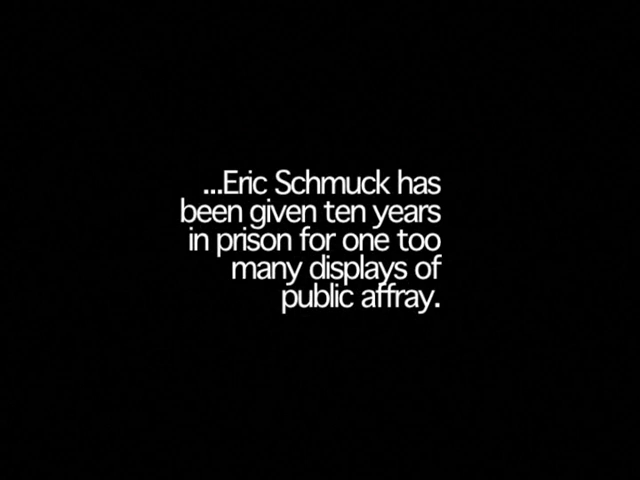 ...Eric Schmuck has
been given ten years
in prison for one too
many displays of
public affray.